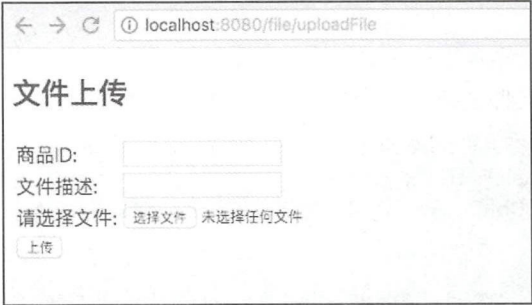 localhost:8080/file/uploadFile
文件上传
商品ID:
文件描述:
请选择文件: 选择文件 未选择任何文件
上传